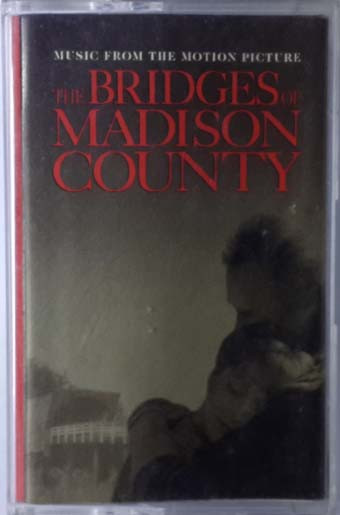 MUSIC FROM THE MOTION PICTURE
THE BRIDGES OF
MADISON
COUNTY